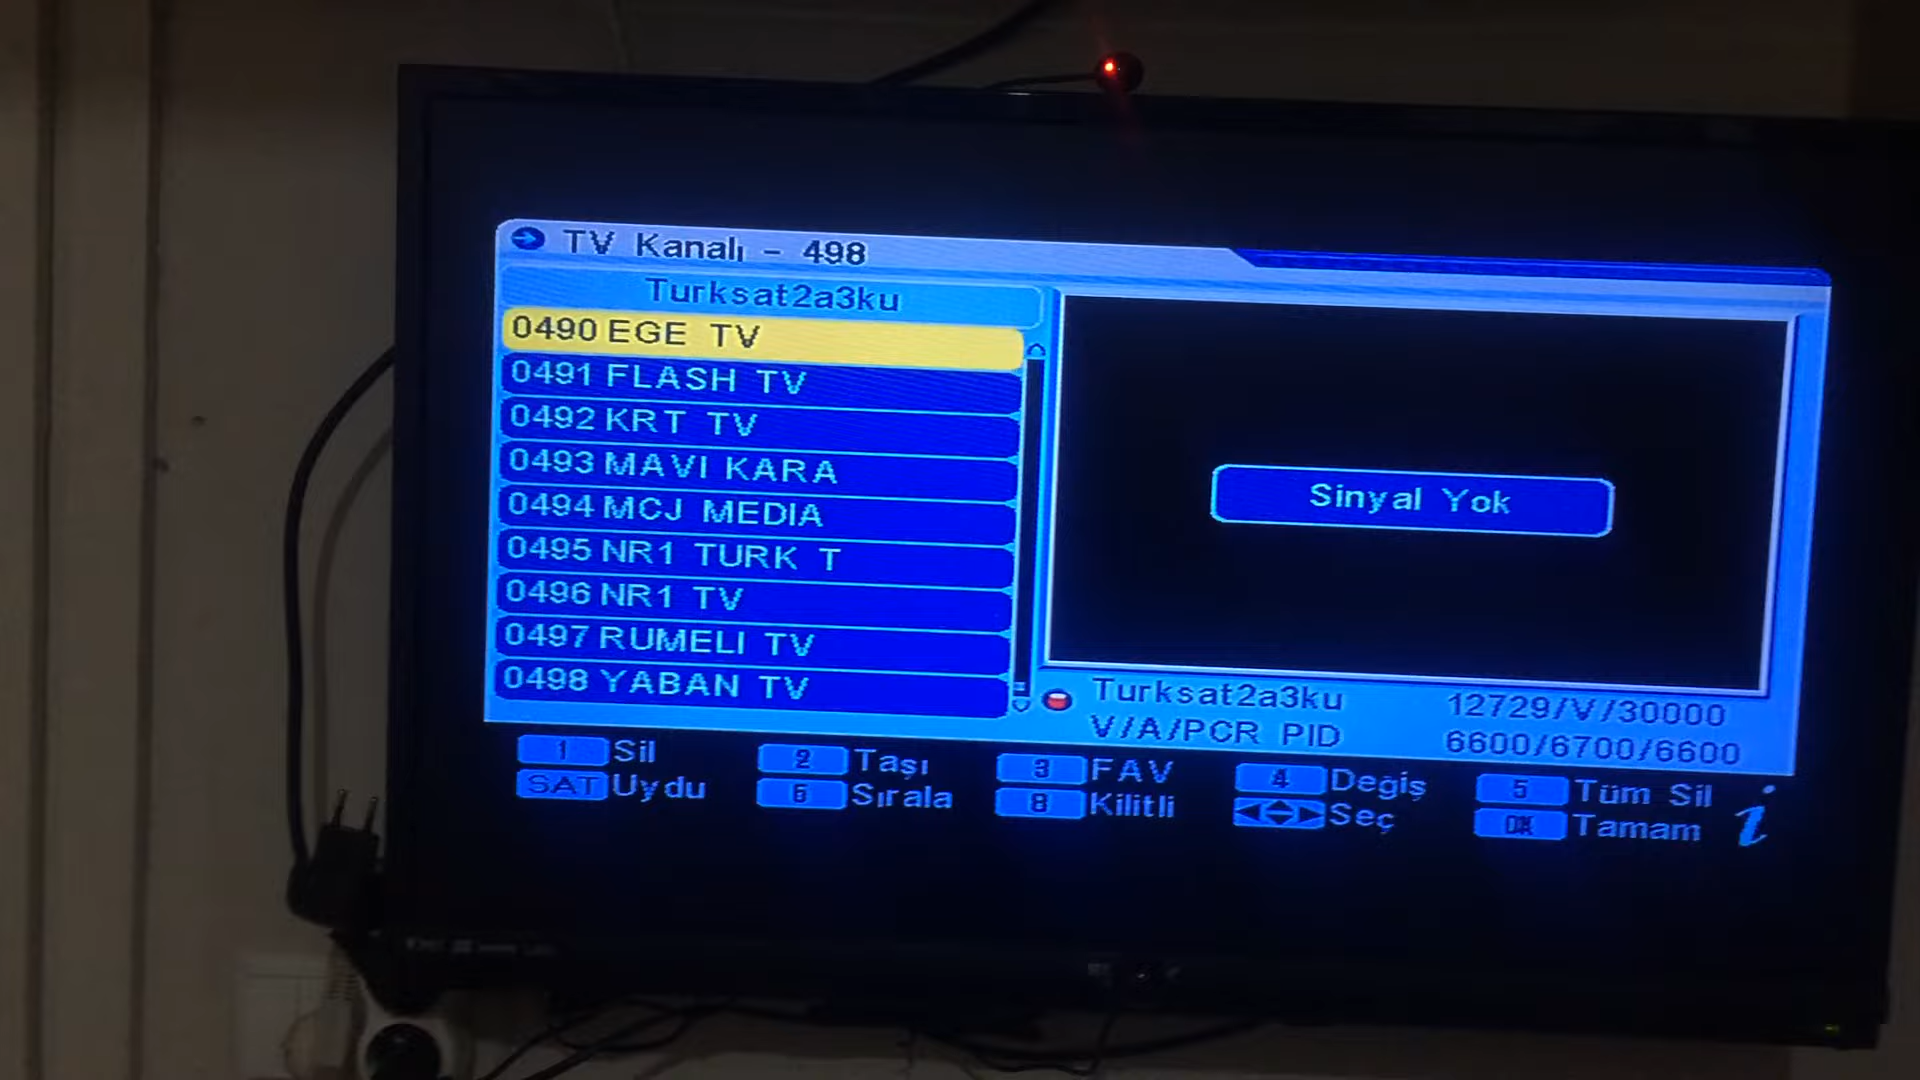 TV Kanalı - 498
Turksat2a3ku
0490 EGE TV
0491 FLASH TV
0492 KRT TV
0493 MAVI KARA
0494 MCJ MEDIA
0495 NR1 TURK T
0496 NR1 TV
0497 RUMELI TV
0498 YABAN TV
Sinyal Yok
Turksat2a3ku 12729/V/30000
V/A/PCR PID 6600/6700/6600
1 Sil 2 Taşı 3 FAV 4 Değiş 5 Tüm Sil
SAT Uydu 6 Sırala 8 Kilitli Seç OK Tamam i